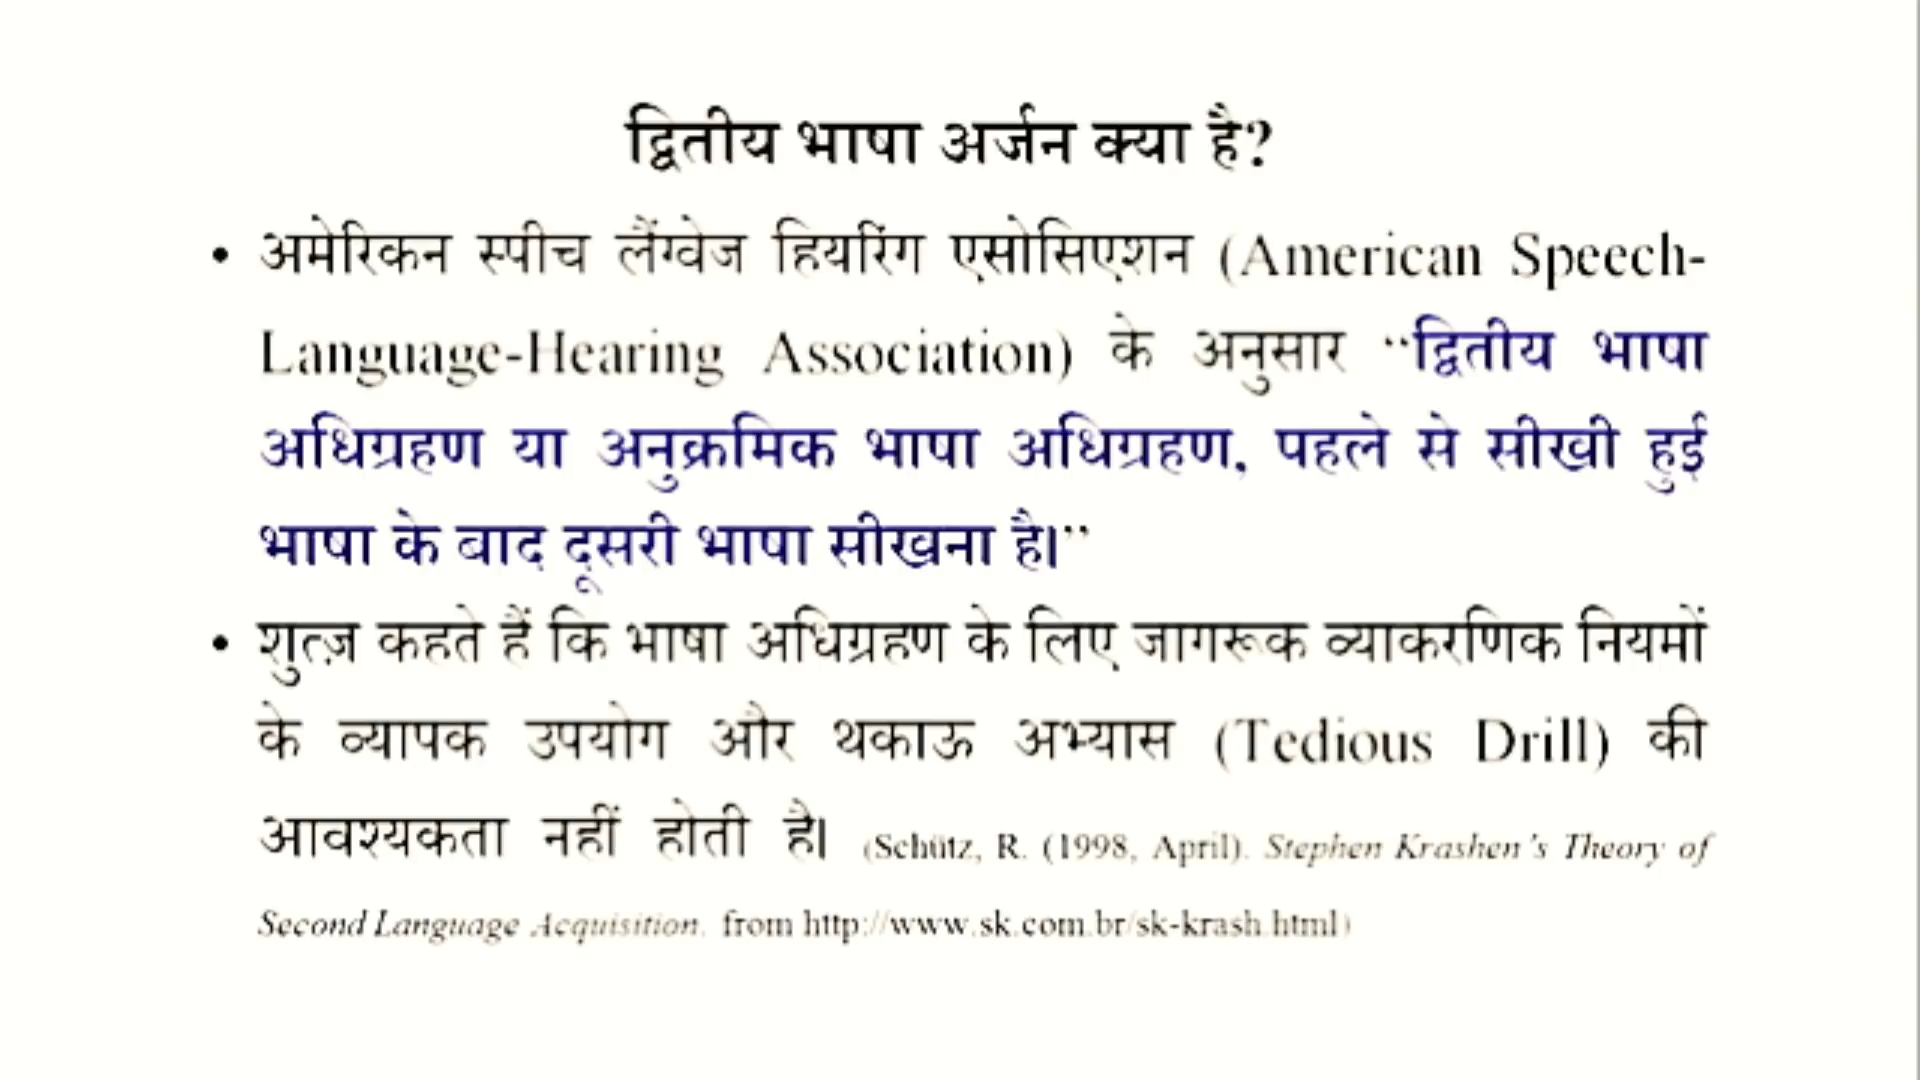 द्वितीय भाषा अर्जन क्या है?
• अमेरिकन स्पीच लैंग्वेज हियरिंग एसोसिएशन (American Speech-
Language-Hearing Association) के अनुसार “द्वितीय भाषा
अधिग्रहण या अनुक्रमिक भाषा अधिग्रहण, पहले से सीखी हुई
भाषा के बाद दूसरी भाषा सीखना है।”
• शुत्ज़ कहते हैं कि भाषा अधिग्रहण के लिए जागरूक व्याकरणिक नियमों
के व्यापक उपयोग और थकाऊ अभ्यास (Tedious Drill) की
आवश्यकता नहीं होती है। (Schütz, R. (1998, April). Stephen Krashen's Theory of
Second Language Acquisition. from http://www.sk.com.br/sk-krash.html)